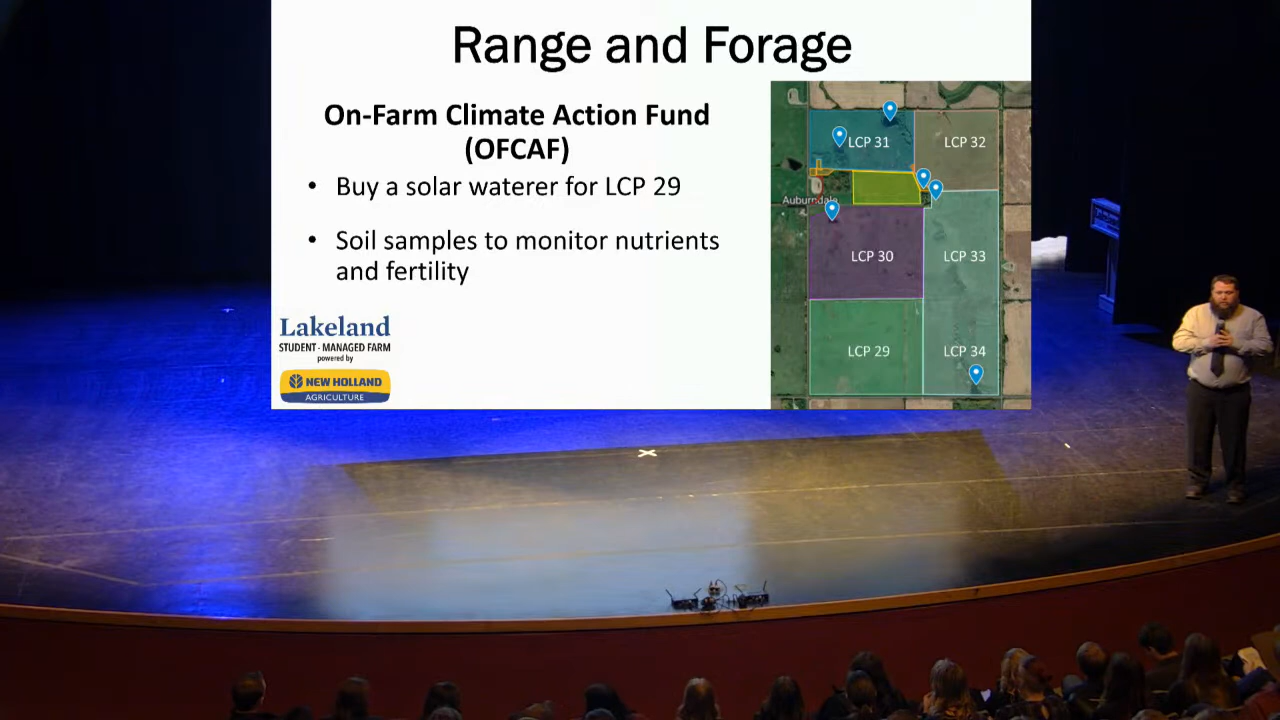 Range and Forage
On-Farm Climate Action Fund
(OFCAF)
• Buy a solar waterer for LCP 29
• Soil samples to monitor nutrients
and fertility
Lakeland
STUDENT-MANAGED FARM
powered by
NEW HOLLAND
AGRICULTURE
LCP 31
LCP 32
Auburndale
LCP 30
LCP 33
LCP 29
LCP 34